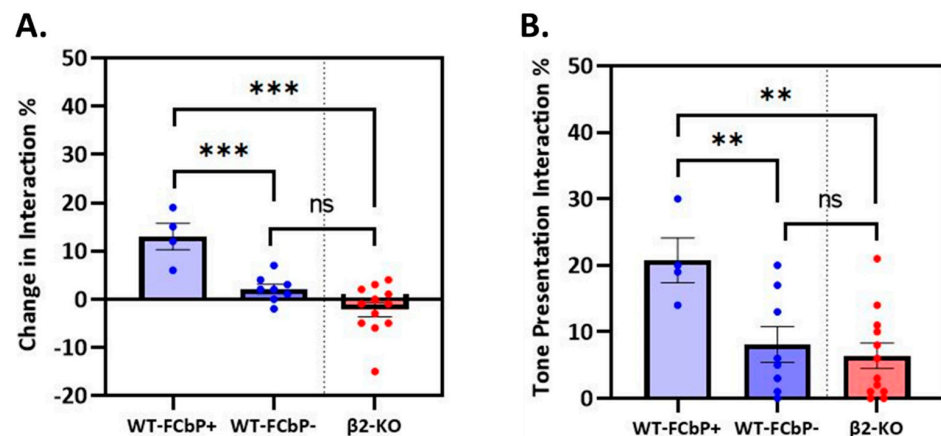 A.
Change in Interaction %
50
40
30
20
10
0
-10
-20
***
***
ns
WT-FCbP+ WT-FCbP- β2-KO
B.
Tone Presentation Interaction %
50
40
30
20
10
0
**
**
ns
WT-FCbP+ WT-FCbP- β2-KO